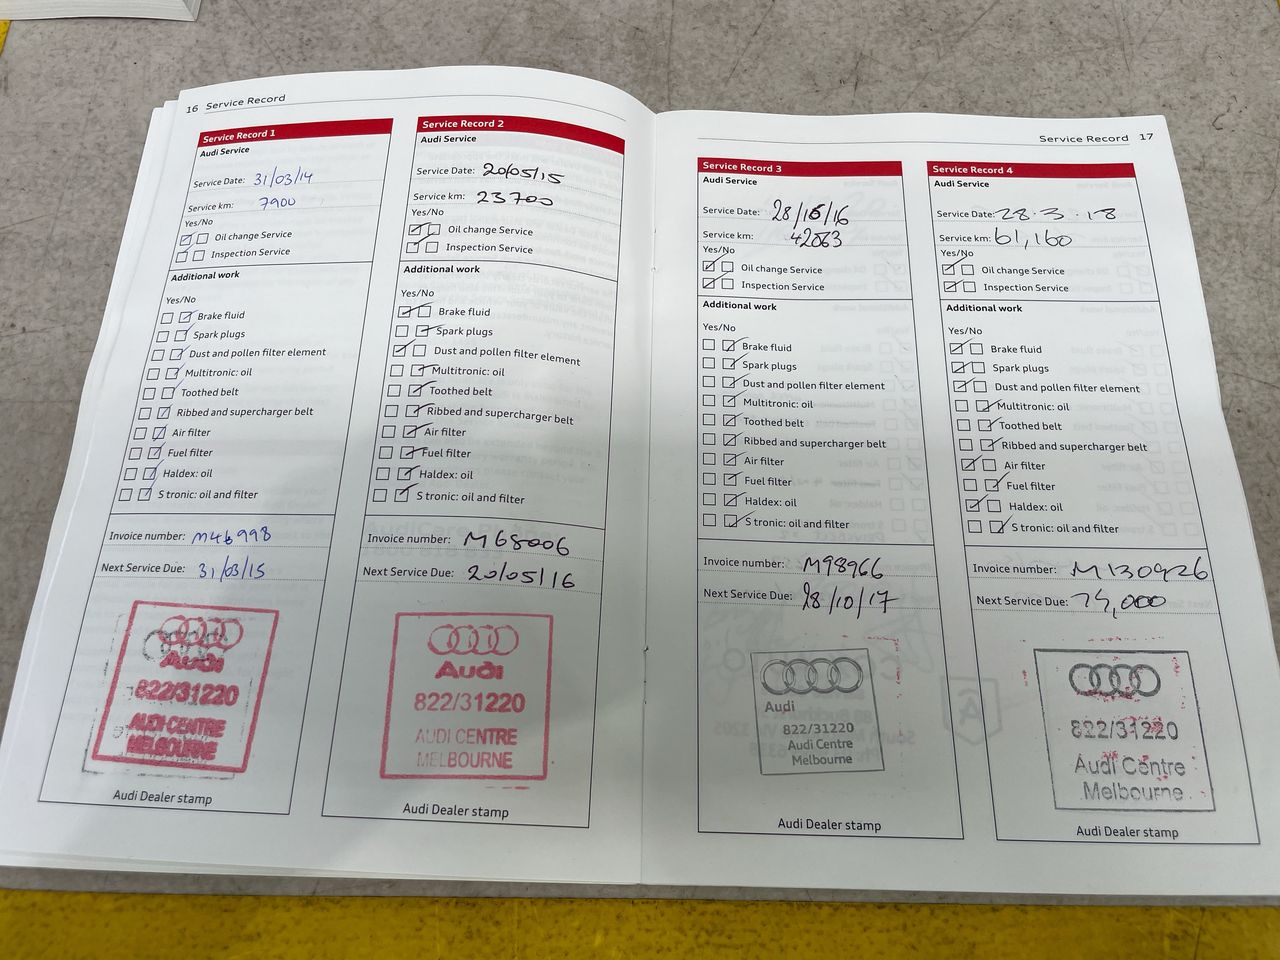 16 Service Record
Service Record 1
Audi Service
Service Date: 31/03/14
Service km: 7900
Yes/No
Oil change Service
Inspection Service
Additional work
Yes/No
Brake fluid
Spark plugs
Dust and pollen filter element
Multitronic: oil
Toothed belt
Ribbed and supercharger belt
Air filter
Fuel filter
Haldex: oil
S tronic: oil and filter
Invoice number: M46998
Next Service Due: 31/03/15
Audi
822/31220
AUDI CENTRE
MELBOURNE
Audi Dealer stamp
Service Record 2
Audi Service
Service Date: 20/05/15
Service km: 23700
Yes/No
Oil change Service
Inspection Service
Additional work
Yes/No
Brake fluid
Spark plugs
Dust and pollen filter element
Multitronic: oil
Toothed belt
Ribbed and supercharger belt
Air filter
Fuel filter
Haldex: oil
S tronic: oil and filter
Invoice number: M68006
Next Service Due: 20/05/16
Audi
822/31220
AUDI CENTRE
MELBOURNE
Audi Dealer stamp
Service Record 17
Service Record 3
Audi Service
Service Date:
Service km: 42063
Yes/No
Oil change Service
Inspection Service
Additional work
Yes/No
Brake fluid
Spark plugs
Dust and pollen filter element
Multitronic: oil
Toothed belt
Ribbed and supercharger belt
Air filter
Fuel filter
Haldex: oil
S tronic: oil and filter
Invoice number: M98966
Next Service Due: 28/10/17
Audi
822/31220
Audi Centre
Melbourne
Audi Dealer stamp
Service Record 4
Audi Service
Service Date: 28.3.18
Service km: 61,160
Yes/No
Oil change Service
Inspection Service
Additional work
Yes/No
Brake fluid
Spark plugs
Dust and pollen filter element
Multitronic: oil
Toothed belt
Ribbed and supercharger belt
Air filter
Fuel filter
Haldex: oil
S tronic: oil and filter
Invoice number: M130926
Next Service Due:
822/31220
Audi Centre
Melbourne
Audi Dealer stamp